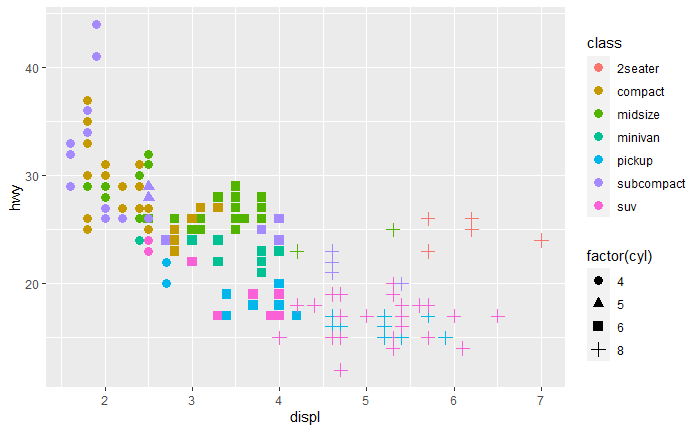 hwy
40
30
20
2
3
4
5
6
7
displ
class
2seater
compact
midsize
minivan
pickup
subcompact
suv
factor(cyl)
4
5
6
8